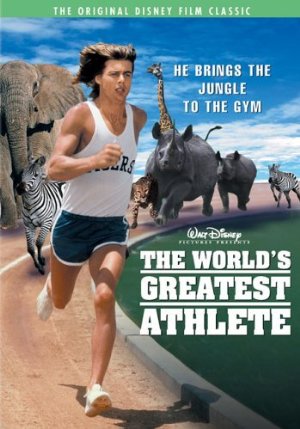 THE ORIGINAL DISNEY FILM CLASSIC
HE BRINGS THE
JUNGLE
TO THE GYM
Walt Disney
PICTURES PRESENTS
THE WORLD'S
GREATEST
ATHLETE